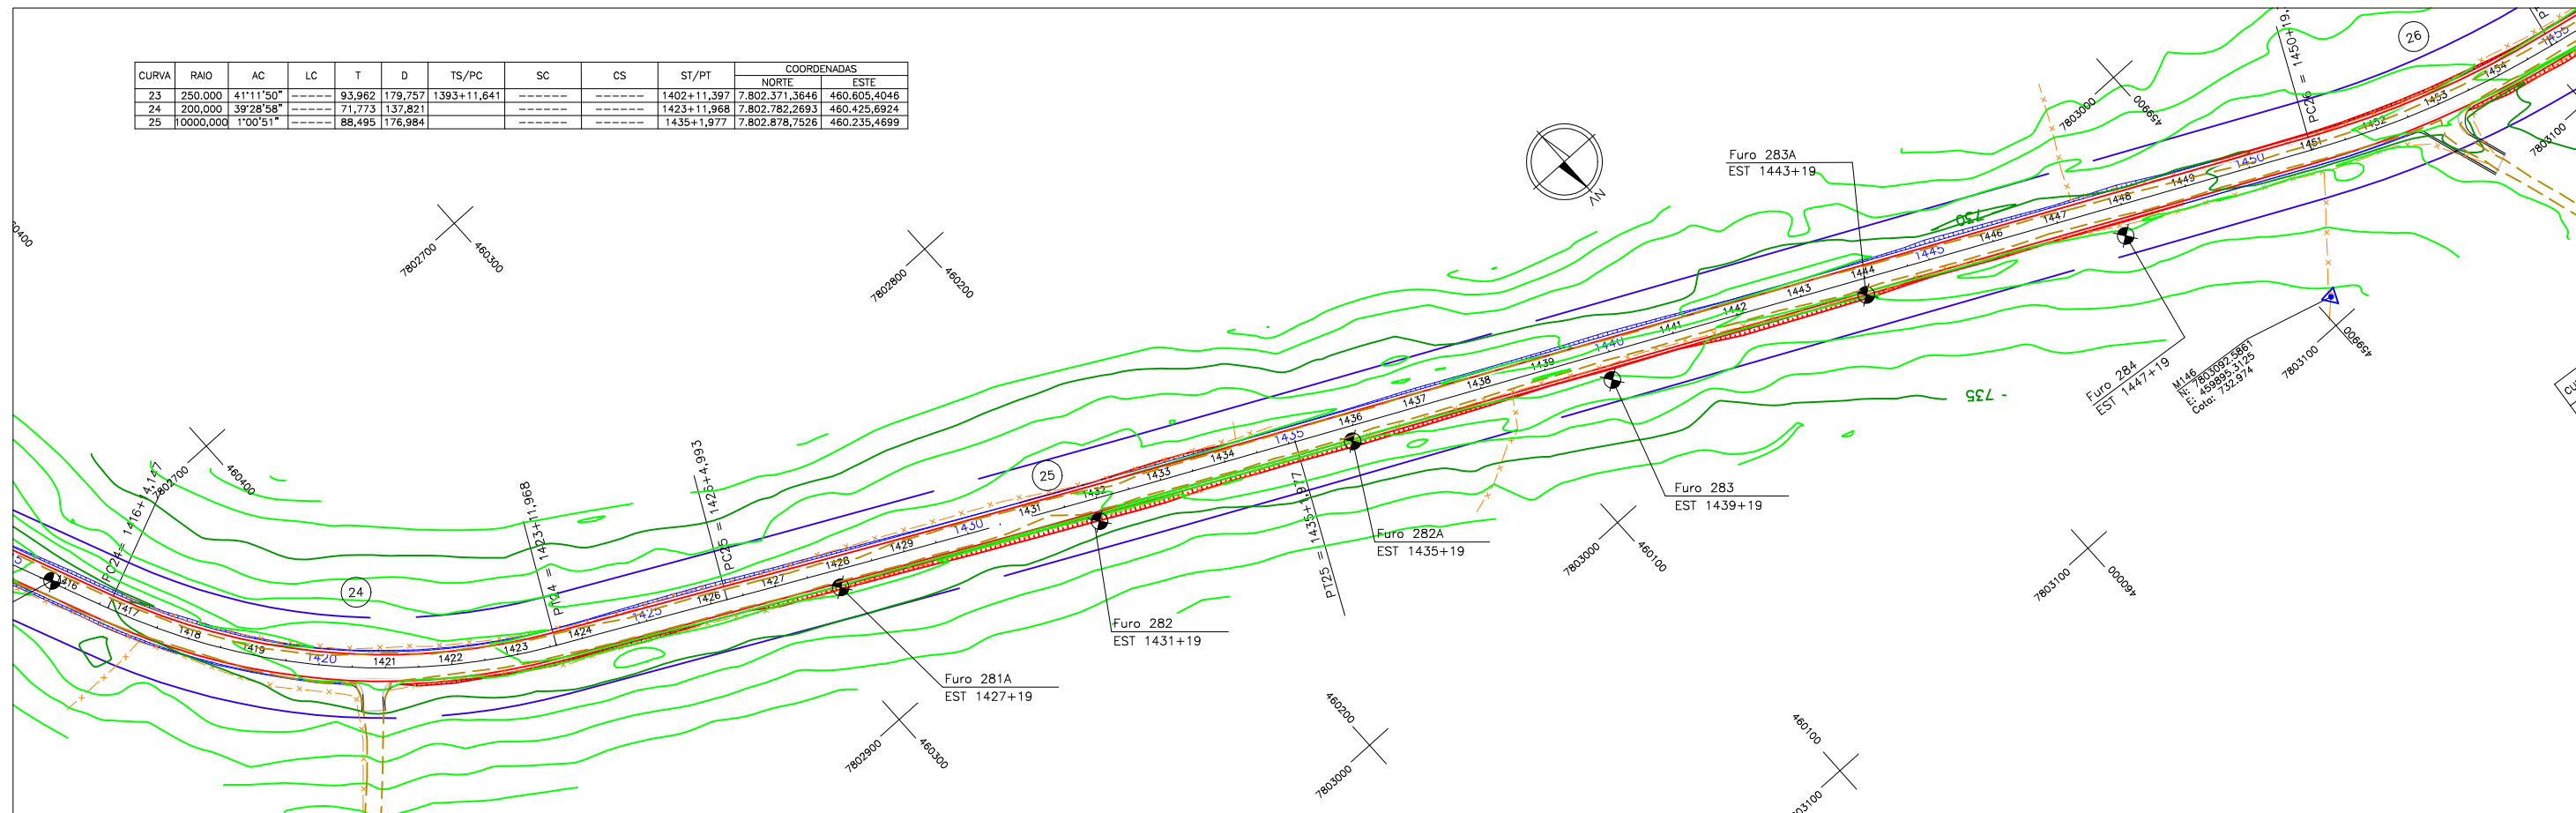 COORDENADAS
CURVA RAIO AC LC T D TS/PC SC CS ST/PT NORTE ESTE
23 250.000 41°11'50" ----- 93,962 179,757 1393+11,641 ------ ------ 1402+11,397 7.802.371,3646 460.605,4046
24 200,000 39°28'58" ----- 71,773 137,821 ------ ------ 1423+11,968 7.802.782,2693 460.425,6924
25 10000,000 1°00'51" ----- 88,495 176,984 ------ ------ 1435+1,977 7.802.878,7526 460.235,4699
7802700
460300
7802800
460200
NV
Furo 283A
EST 1443+19
7803000
459900
26
7803100
730
- 735
Furo 284
EST 1447+19
M146
N: 7803092.5861
E: 459895.3125
Cota: 732.974
7803100
459900
7802700
460400
PC24= 1416+14,147
24
1423+11,968
PC25 = 1425+4,993
25
PT25 = 1435+1,977
1416
1417
1418
1419
1420
1421
1422
1423
1424
1425
1426
1427
1428
1429
1430
1431
1432
1433
1434
1435
1436
1437
1438
1439
1440
1441
1442
1443
1444
1445
1446
1447
1448
1449
1450
1451
1452
1453
1454
1455
Furo 281A
EST 1427+19
Furo 282
EST 1431+19
Furo 282A
EST 1435+19
Furo 283
EST 1439+19
7803000
460100
7803100
460000
7802900
460300
460200
7803000
460100